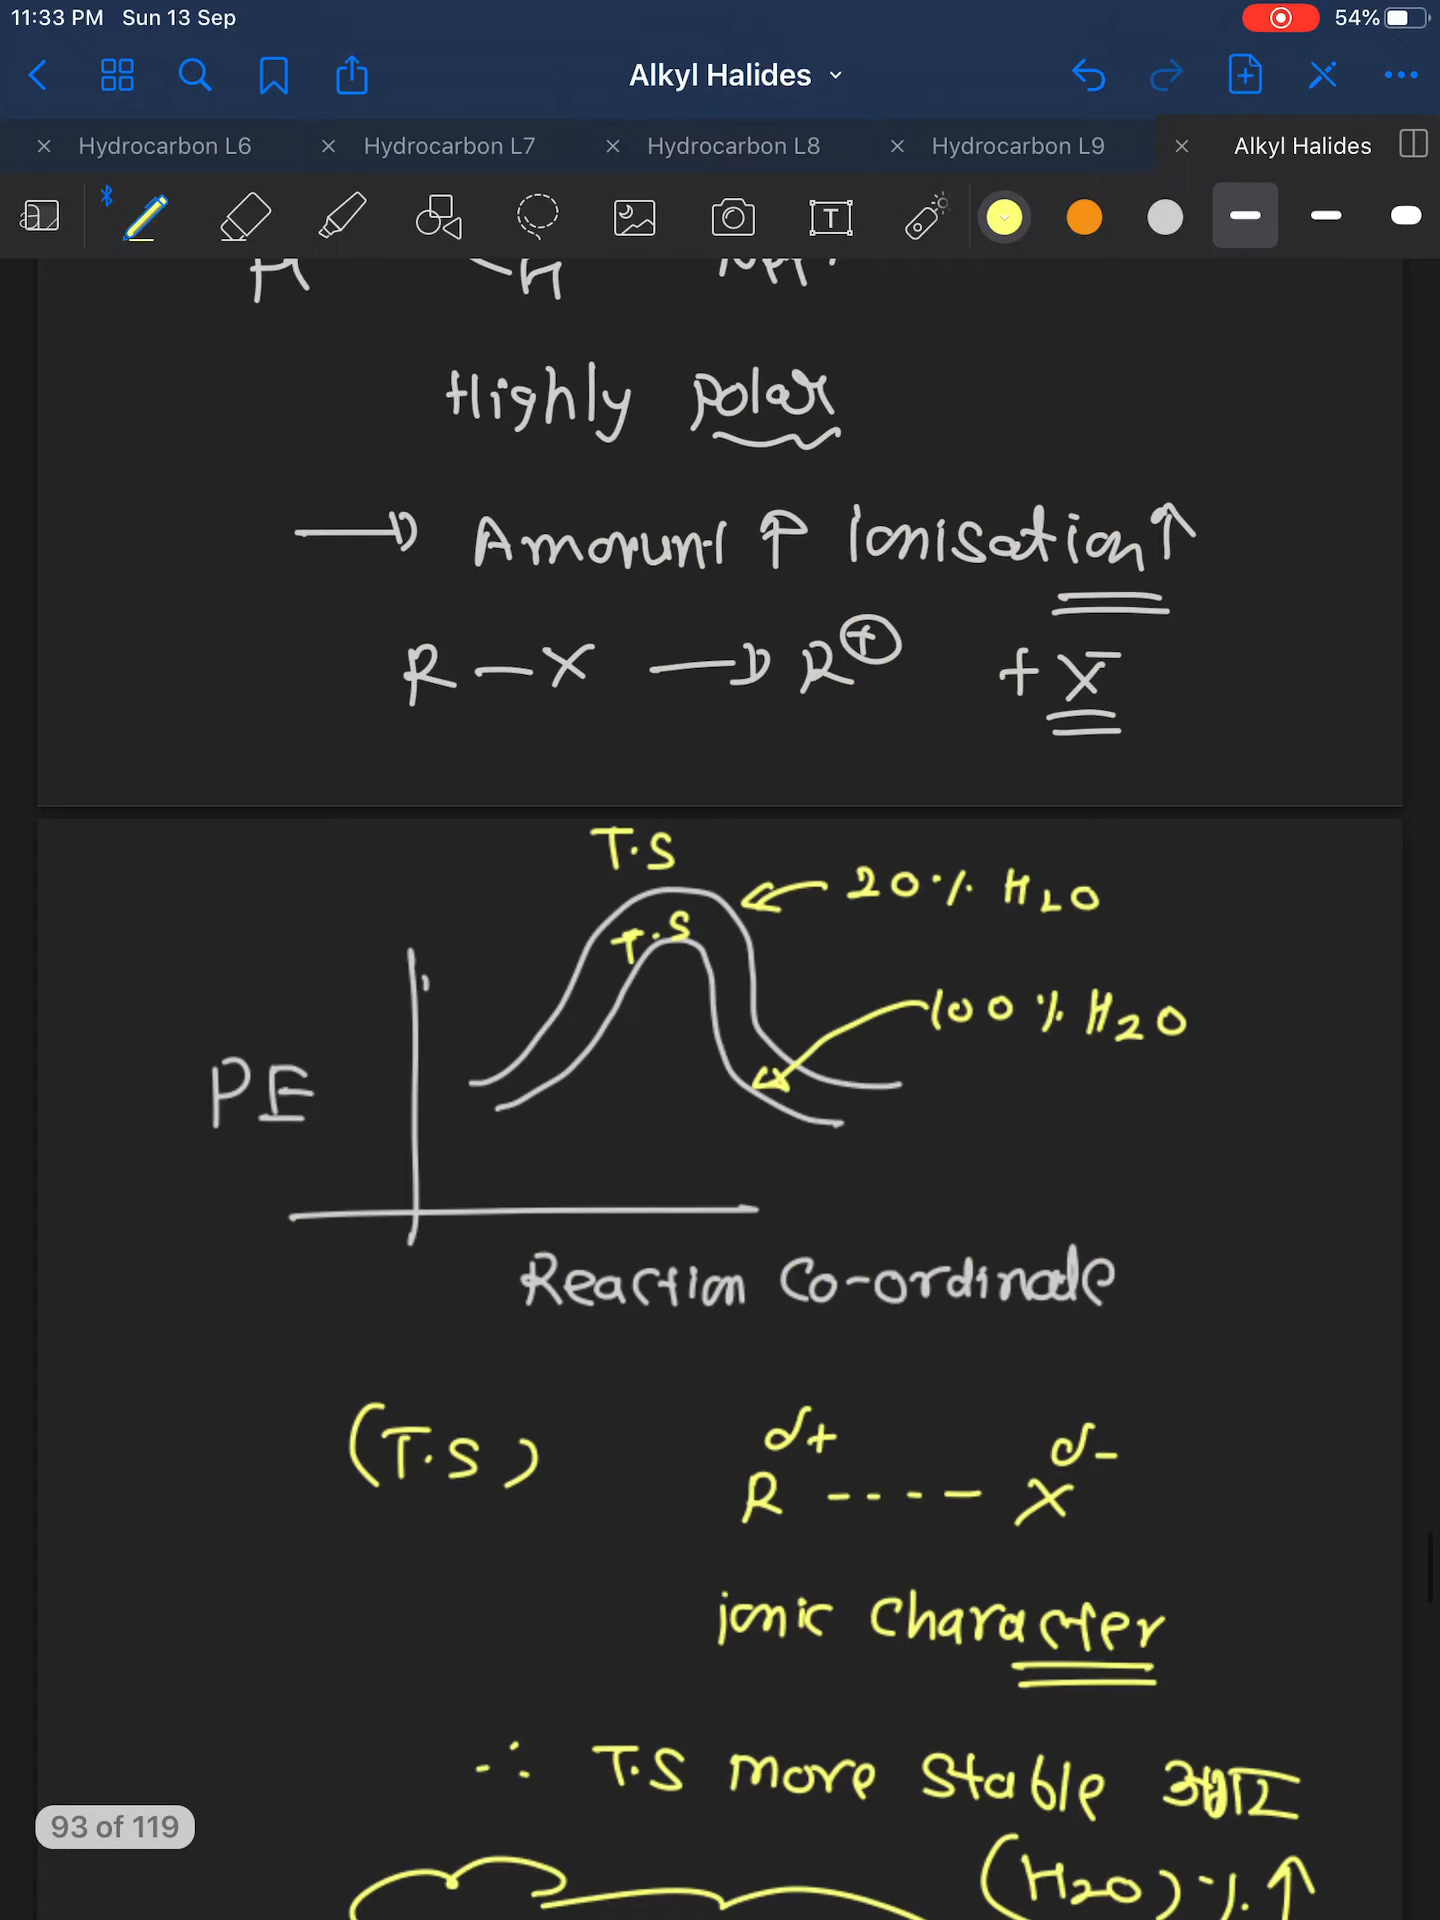 11:33 PM Sun 13 Sep 54%
Alkyl Halides
Hydrocarbon L6 Hydrocarbon L7 Hydrocarbon L8 Hydrocarbon L9 Alkyl Halides
Highly polar
→ Amount ↑ Ionisation ↑
R – X → R⊕ + X⁻
T.S
20% H2O
T.S
100% H2O
PE
Reaction Co-ordinate
(T.S)
δ+ δ-
R ---- X
ionic character
∴ T.S more stable
93 of 119
(H2O) % ↑